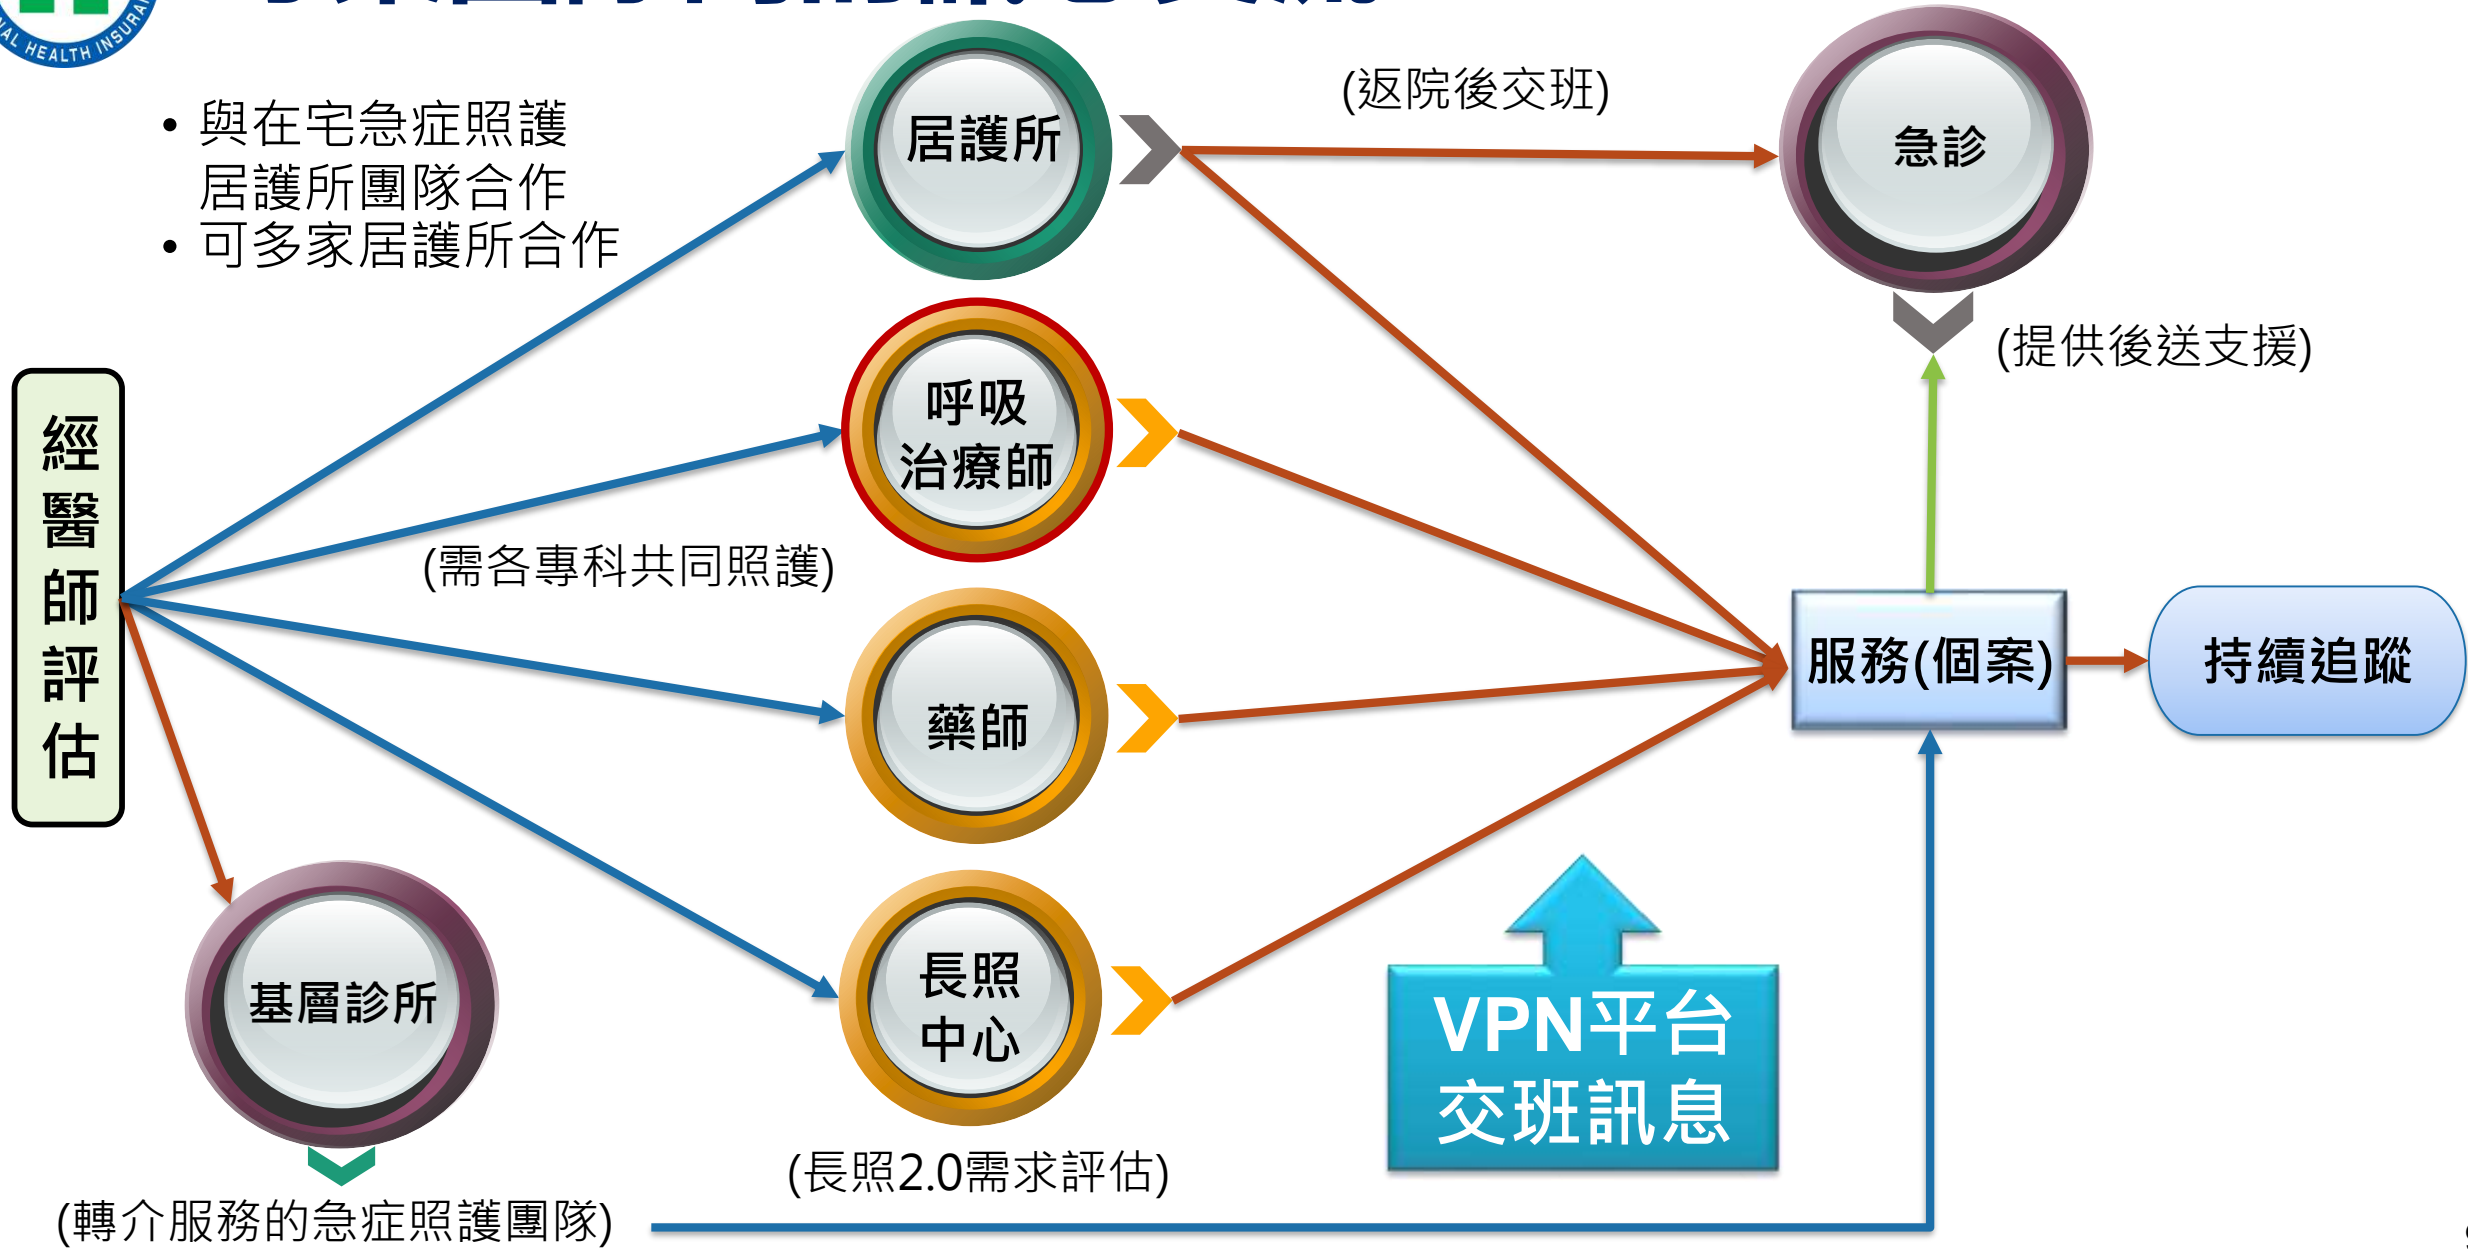 NAL HEALTH INSURAN
• 與在宅急症照護
居護所團隊合作
• 可多家居護所合作
居護所
(返院後交班)
急診
(提供後送支援)
經
醫
師
評
估
呼吸
治療師
(需各專科共同照護)
藥師
服務(個案)
持續追蹤
基層診所
長照
中心
VPN平台
交班訊息
(長照2.0需求評估)
(轉介服務的急症照護團隊)